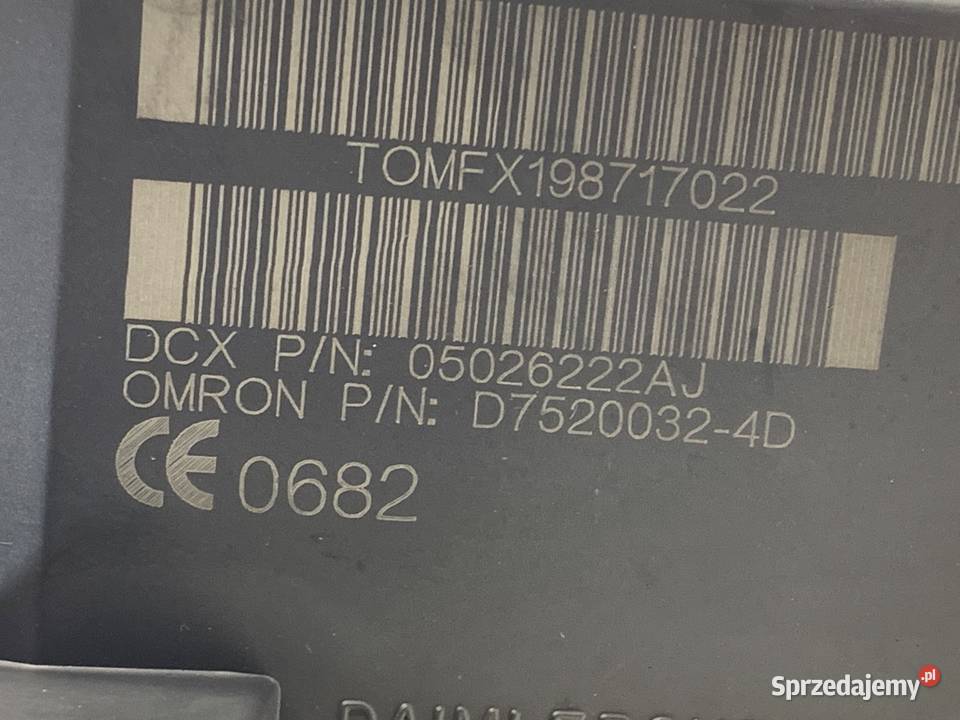 TOMFX198717022
DCX P/N: 05026222AJ
OMRON P/N: D7520032-4D
CE 0682
Sprzedajemy.pl